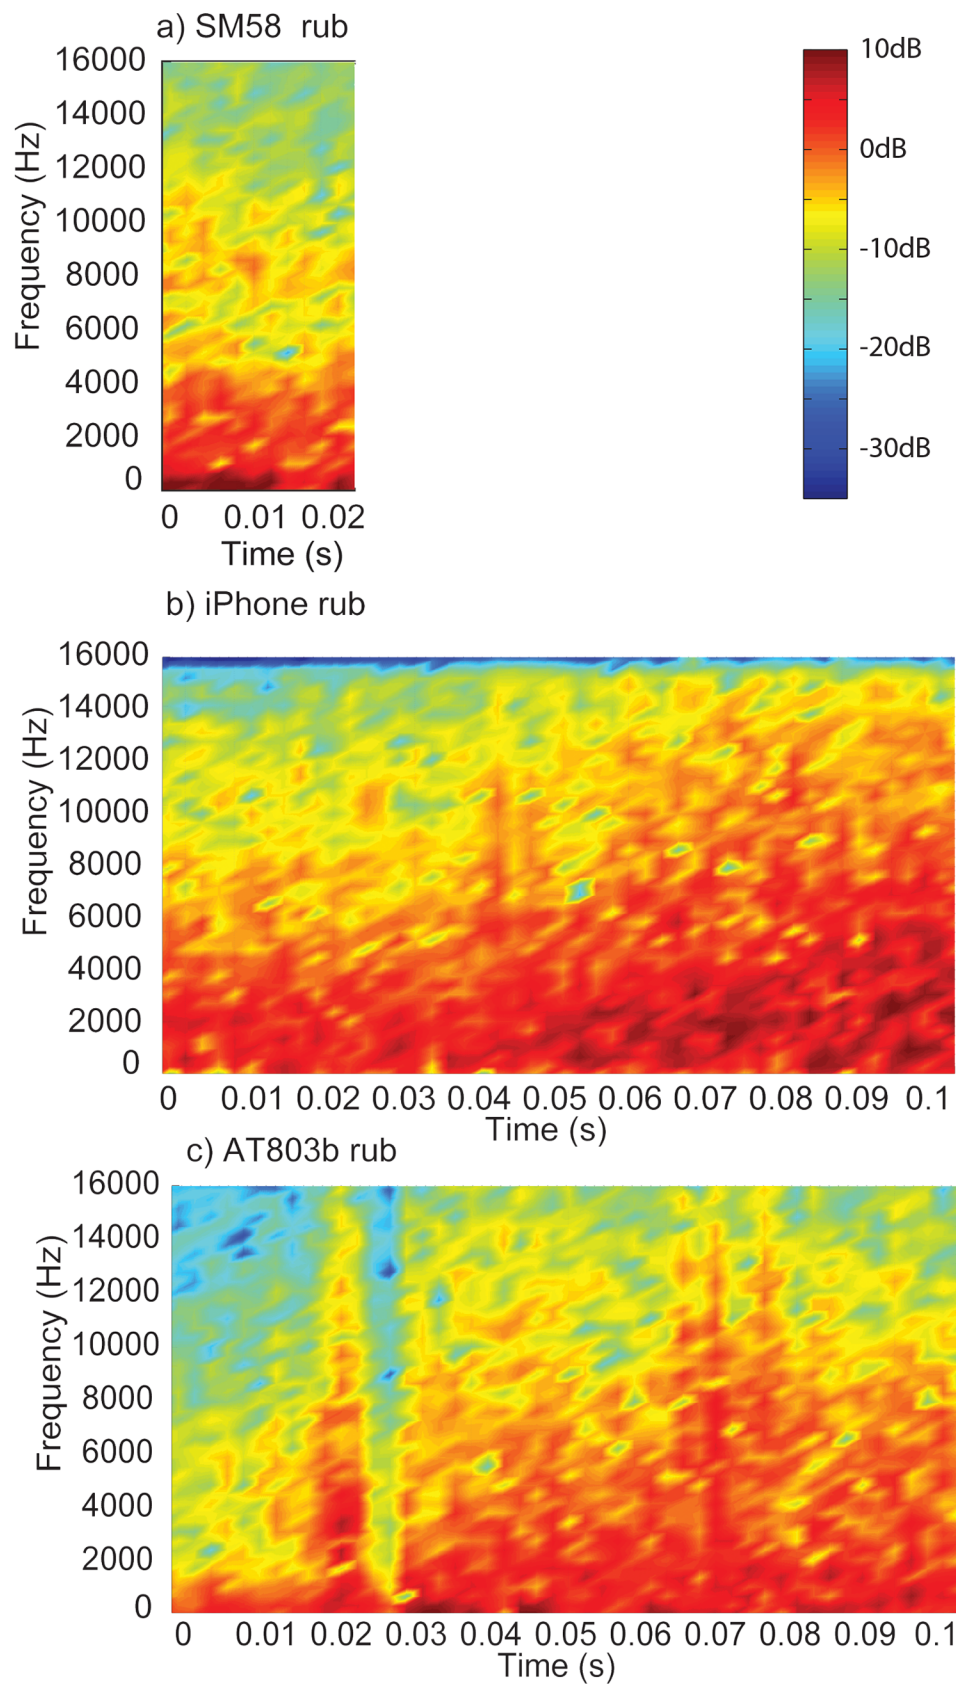 a) SM58 rub
16000
14000
12000
10000
8000
6000
4000
2000
0
Frequency (Hz)
0 0.01 0.02
Time (s)
10dB
0dB
-10dB
-20dB
-30dB
b) iPhone rub
16000
14000
12000
10000
8000
6000
4000
2000
0
Frequency (Hz)
0 0.01 0.02 0.03 0.04 0.05 0.06 0.07 0.08 0.09 0.1
Time (s)
c) AT803b rub
16000
14000
12000
10000
8000
6000
4000
2000
0
Frequency (Hz)
0 0.01 0.02 0.03 0.04 0.05 0.06 0.07 0.08 0.09 0.1
Time (s)